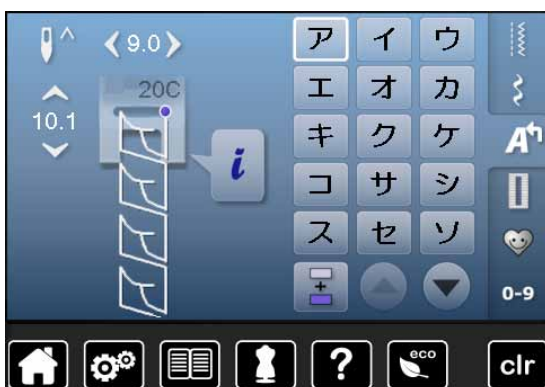 9.0
20C
10.1
i
ア イ ウ
エ オ カ
キ ク ケ
コ サ シ
ス セ ソ
A
+
0-9
?
eco
clr